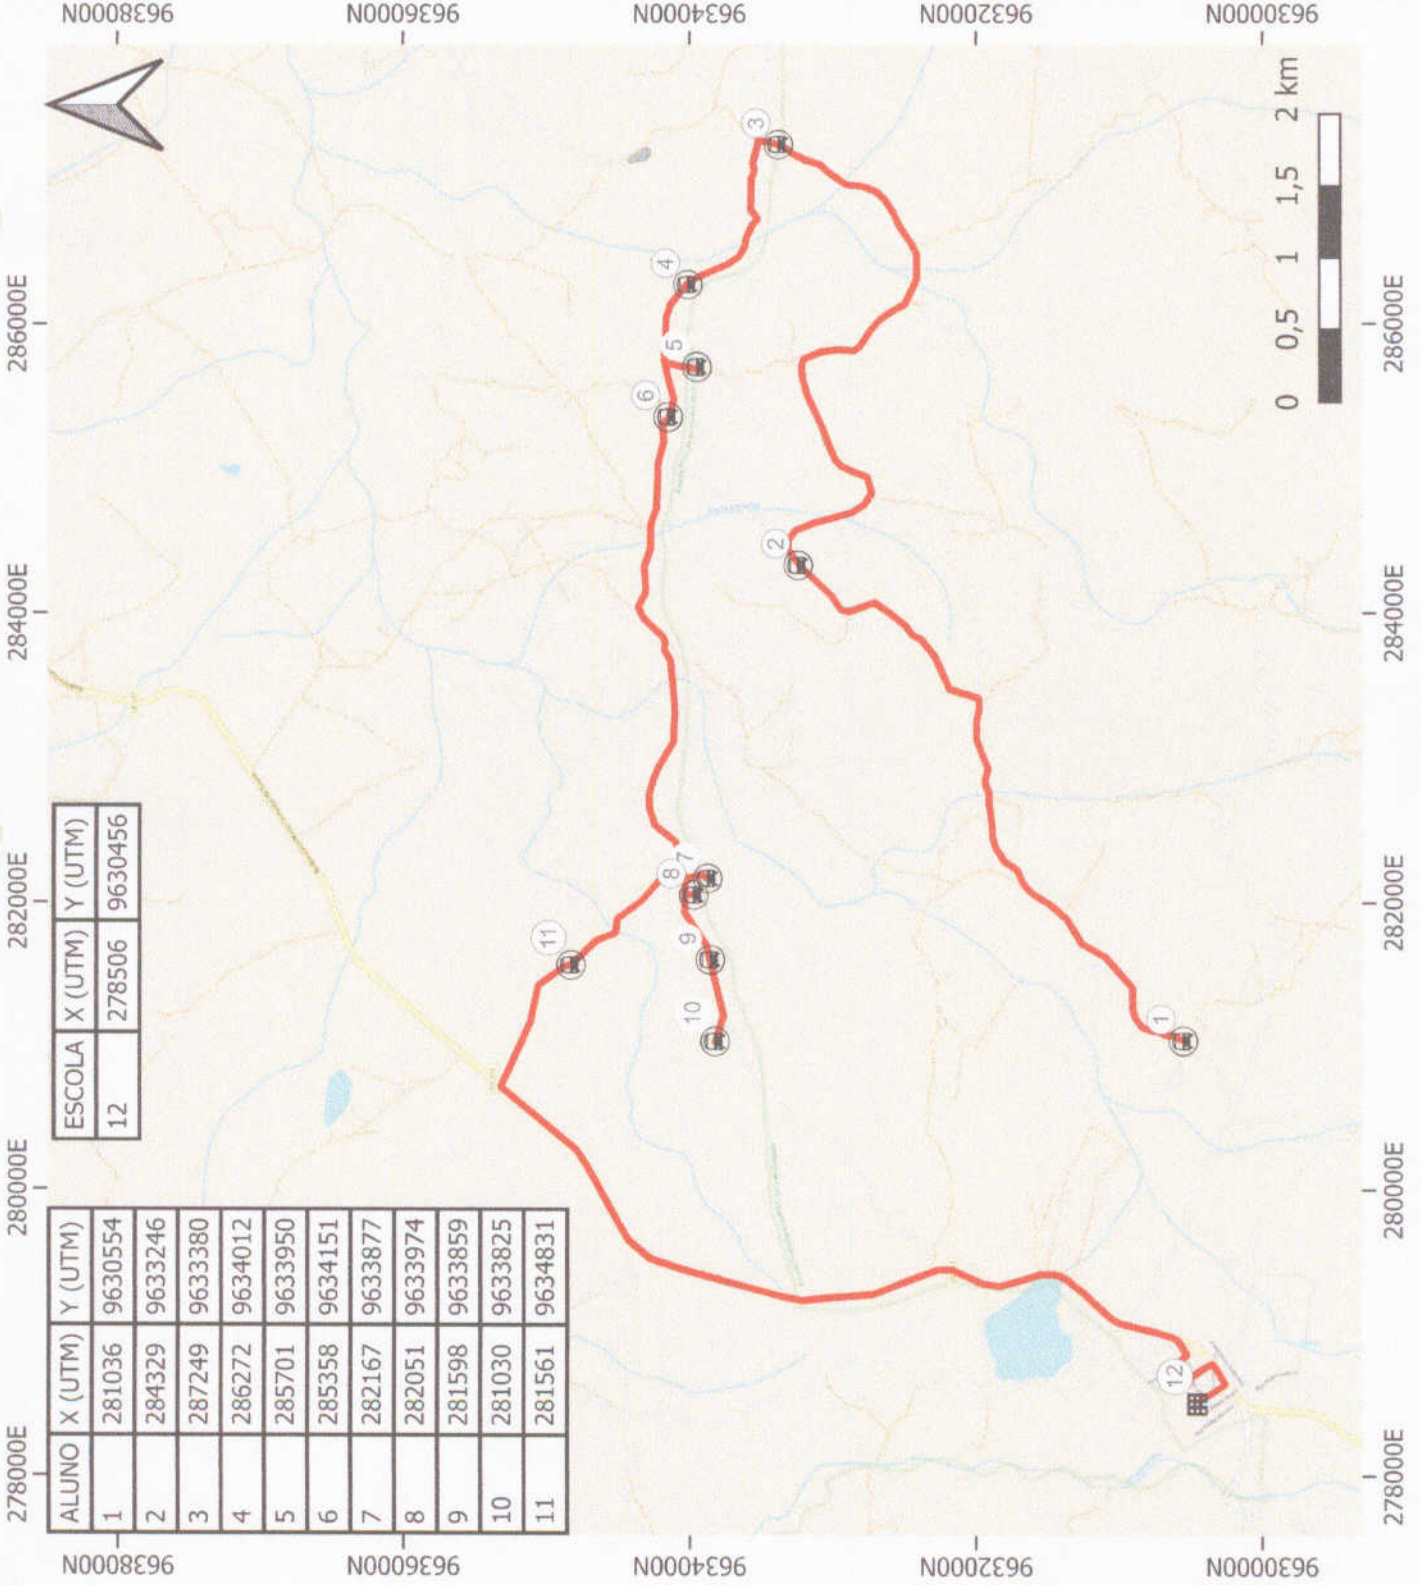 278000E 280000E 282000E 284000E 286000E
9638000N
9636000N
9634000N
9632000N
9630000N
ALUNO X (UTM) Y (UTM)
1 281036 9630554
2 284329 9633246
3 287249 9633380
4 286272 9634012
5 285701 9633950
6 285358 9634151
7 282167 9633877
8 282051 9633974
9 281598 9633859
10 281030 9633825
11 281561 9634831
ESCOLA X (UTM) Y (UTM)
12 278506 9630456
11
10
9
8
7
6
5
4
3
2
1
12
0 0,5 1 1,5 2 km
9638000N
9636000N
9634000N
9632000N
9630000N
278000E 280000E 282000E 284000E 286000E